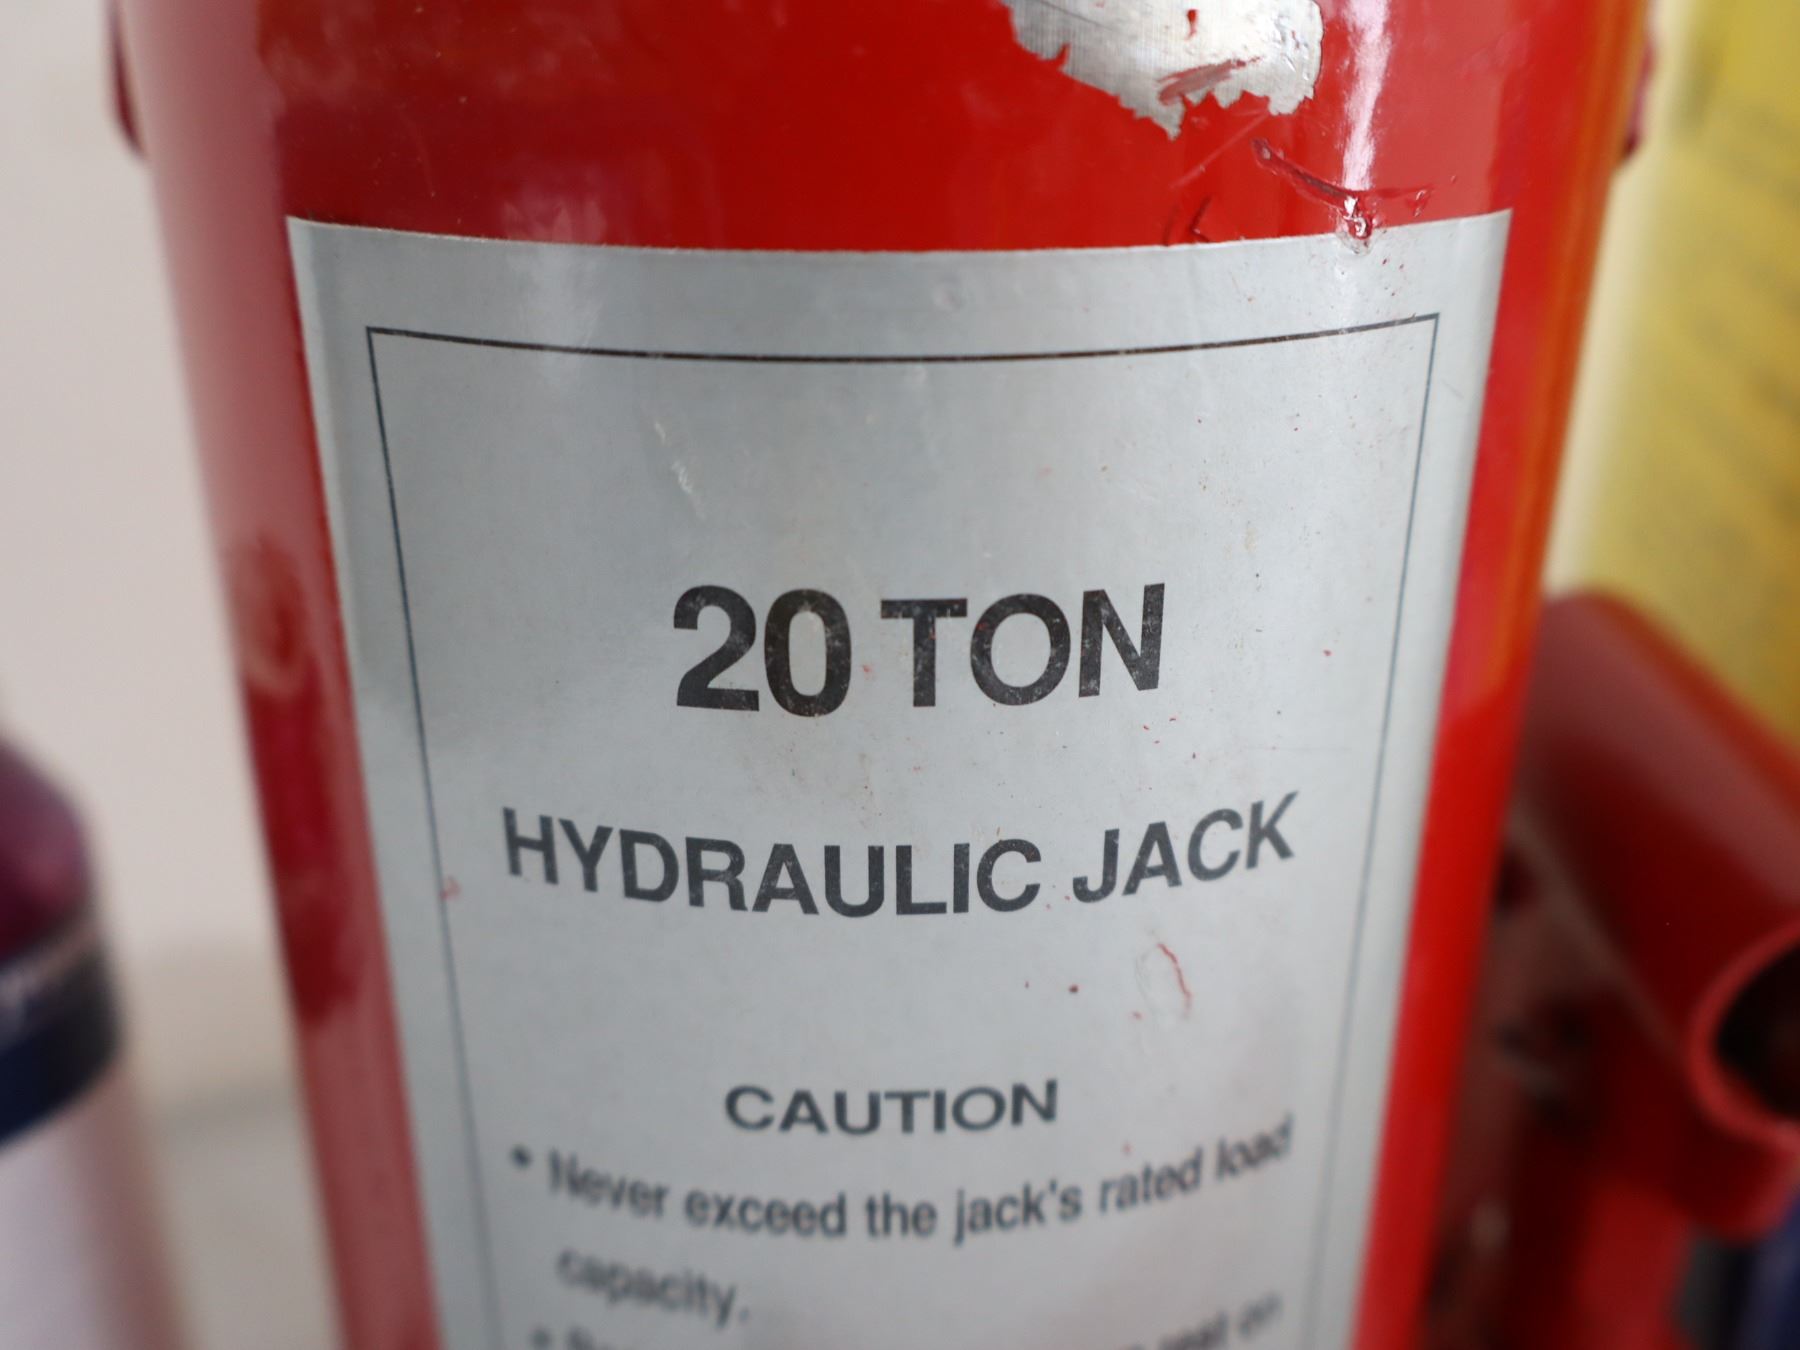 20 TON
HYDRAULIC JACK
CAUTION
• Never exceed the jack's rated load
capacity.